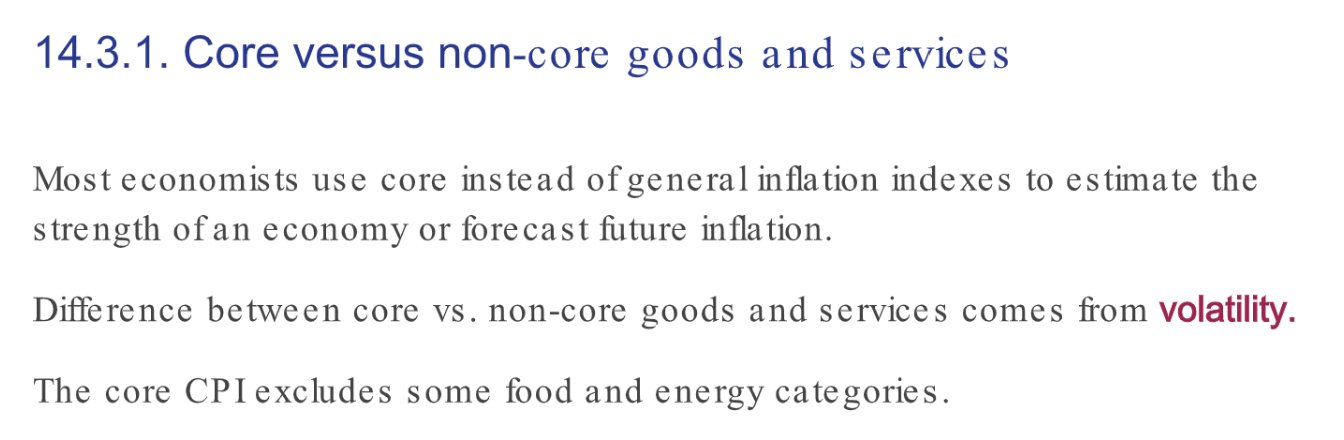 14.3.1. Core versus non-core goods and services
Most economists use core instead of general inflation indexes to estimate the
strength of an economy or forecast future inflation.
Difference between core vs. non-core goods and services comes from volatility.
The core CPI excludes some food and energy categories.